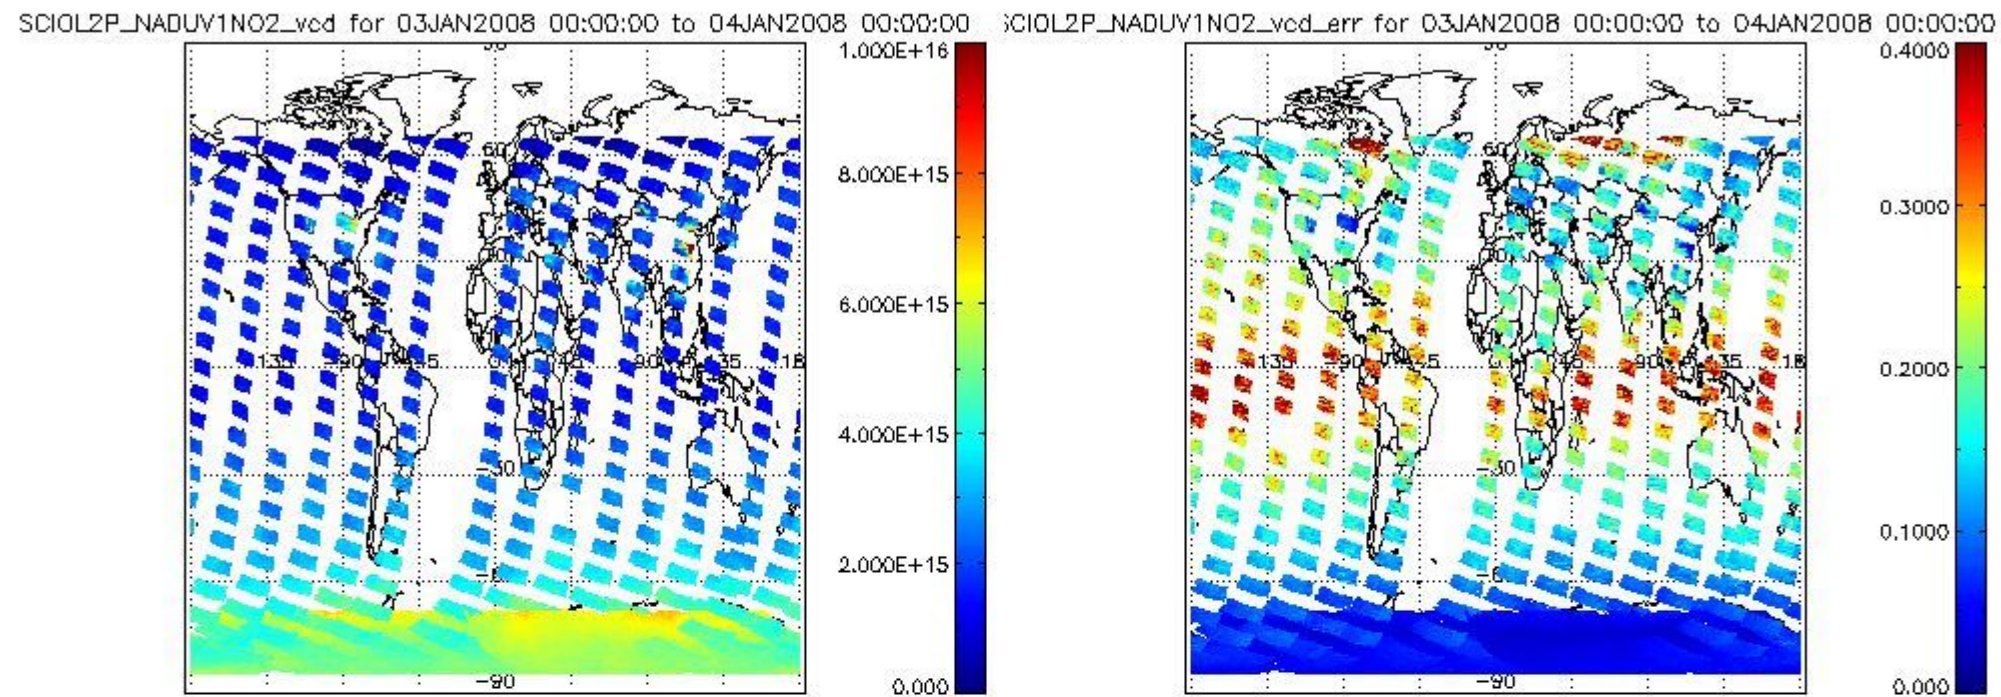 SCIOL2P_NADUV1NO2_vcd for 03JAN2008 00:00:00 to 04JAN2008 00:00:00
1.000E+16
8.000E+15
6.000E+15
4.000E+15
2.000E+15
0.000
60
-90
SCIOL2P_NADUV1NO2_vcd_err for 03JAN2008 00:00:00 to 04JAN2008 00:00:00
0.4000
0.3000
0.2000
0.1000
0.000
60
-90